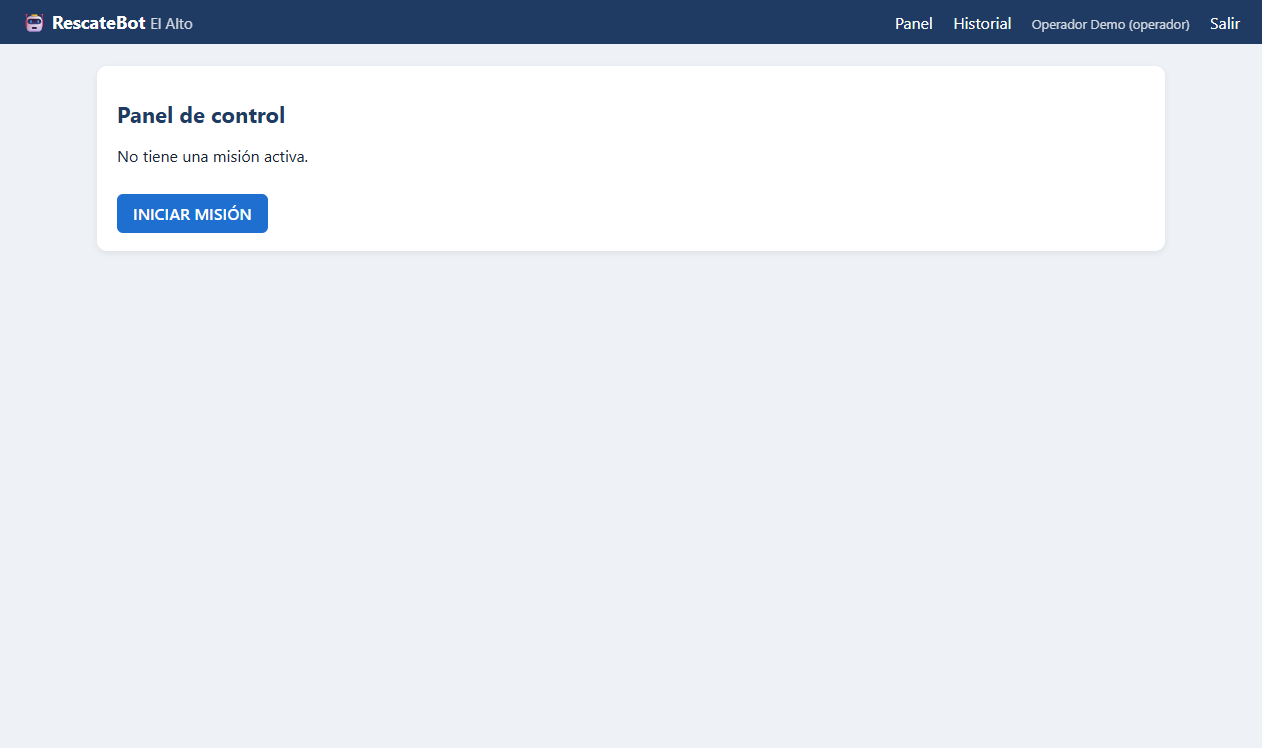 RescateBot El Alto Panel Historial Operador Demo (operador) Salir
Panel de control
No tiene una misión activa.
INICIAR MISIÓN